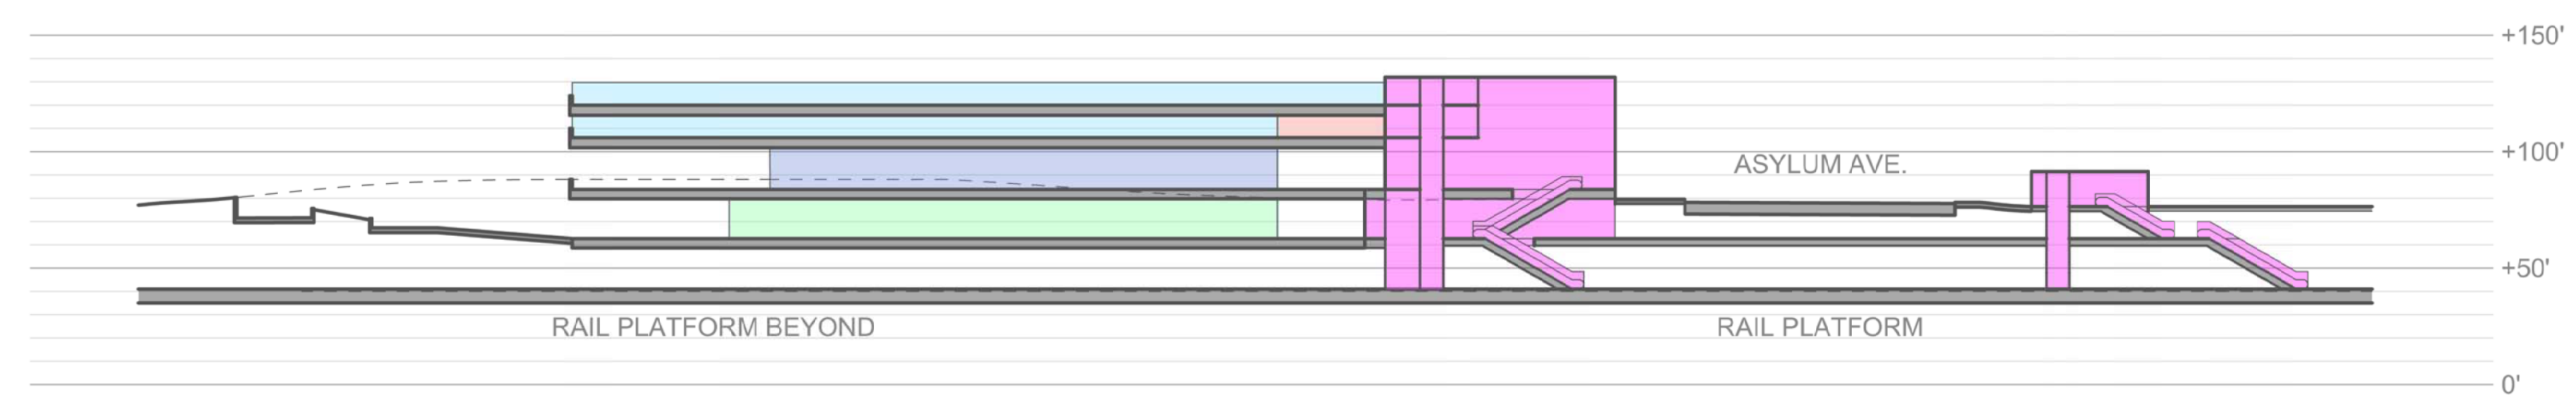 +150'
+100'
ASYLUM AVE.
+50'
RAIL PLATFORM BEYOND
RAIL PLATFORM
0'